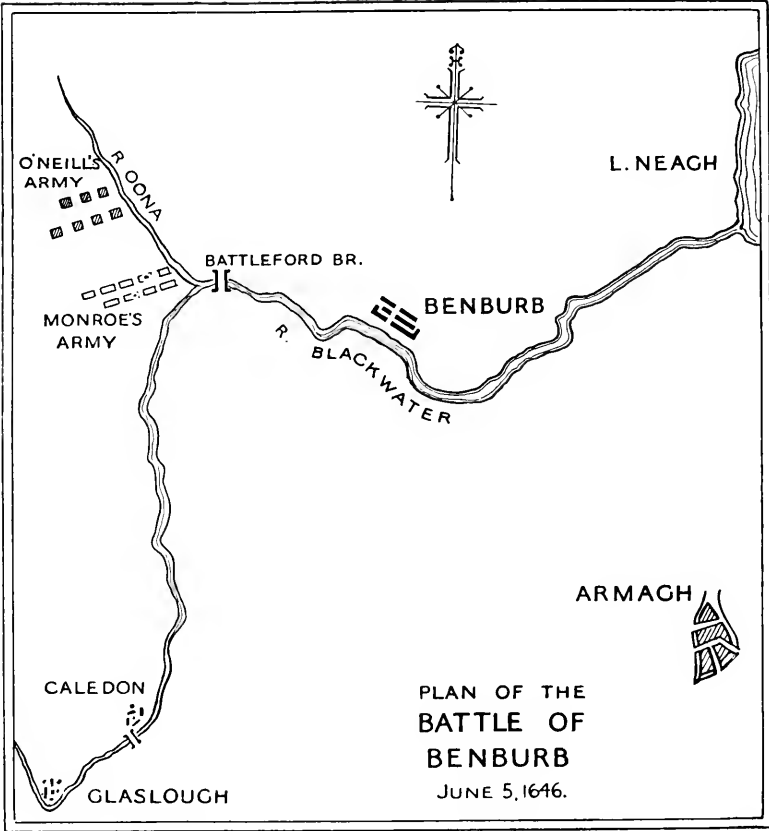 O'NEILL'S
ARMY
R OONA
L. NEAGH
BATTLEFORD BR.
MONROE'S
ARMY
BENBURB
R. BLACKWATER
ARMAGH
CALEDON
GLASLOUGH
PLAN OF THE
BATTLE OF
BENBURB
JUNE 5, 1646.